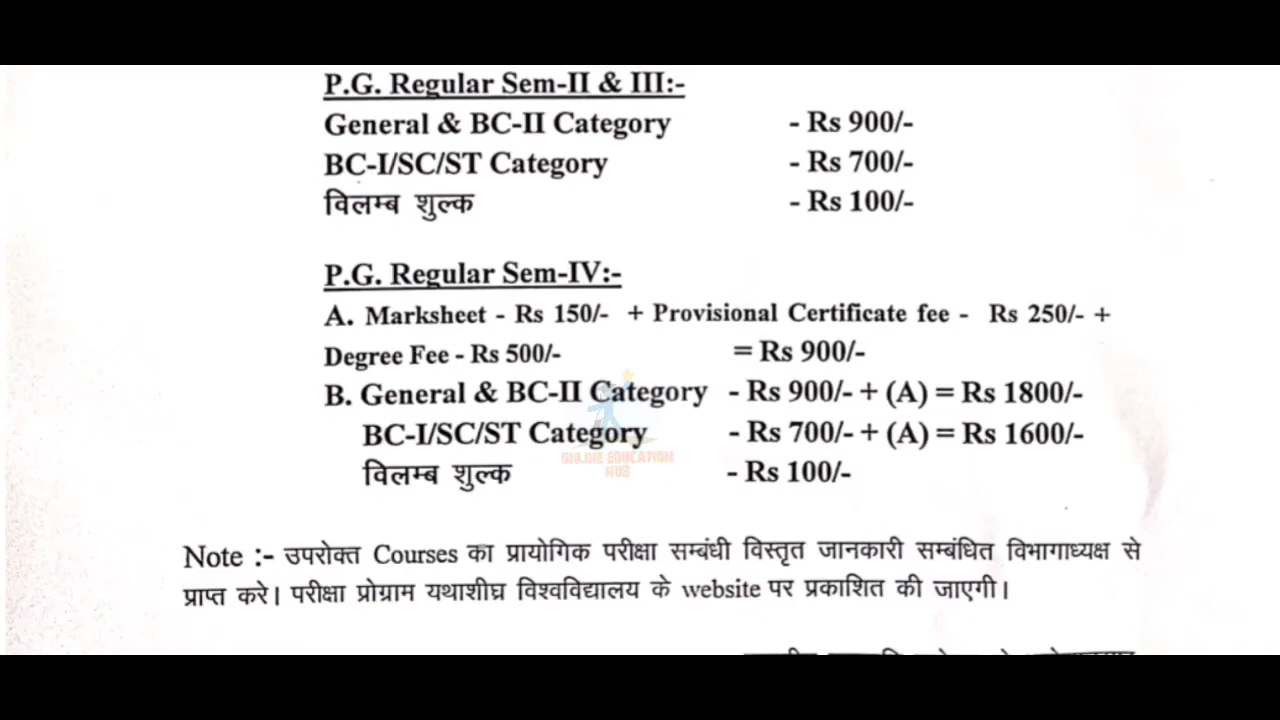 P.G. Regular Sem-II & III:-
General & BC-II Category - Rs 900/-
BC-I/SC/ST Category - Rs 700/-
विलम्ब शुल्क - Rs 100/-
P.G. Regular Sem-IV:-
A. Marksheet - Rs 150/- + Provisional Certificate fee - Rs 250/- +
Degree Fee - Rs 500/- = Rs 900/-
B. General & BC-II Category - Rs 900/- + (A) = Rs 1800/-
BC-I/SC/ST Category - Rs 700/- + (A) = Rs 1600/-
ONLINE EDUCATION
HUB
विलम्ब शुल्क - Rs 100/-
Note :- उपरोक्त Courses का प्रायोगिक परीक्षा सम्बंधी विस्तृत जानकारी सम्बंधित विभागाध्यक्ष से
प्राप्त करे। परीक्षा प्रोग्राम यथाशीघ्र विश्वविद्यालय के website पर प्रकाशित की जाएगी।